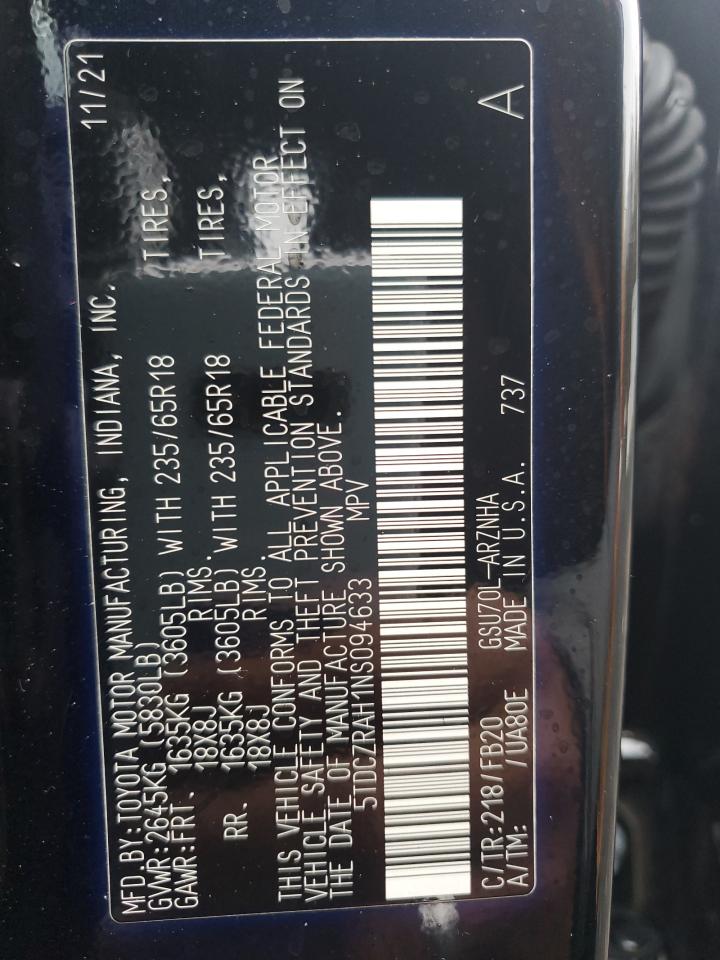 MFD. BY: TOYOTA MOTOR MANUFACTURING, INDIANA, INC. 11/21
GVWR: 2645KG (5830LB)
GAWR: FRT. 1635KG (3605LB) WITH 235/65R18 TIRES,
18X8J RIMS.
RR. 1635KG (3605LB) WITH 235/65R18 TIRES,
18X8J RIMS.
THIS VEHICLE CONFORMS TO ALL APPLICABLE FEDERAL MOTOR
VEHICLE SAFETY AND THEFT PREVENTION STANDARDS IN EFFECT ON
THE DATE OF MANUFACTURE SHOWN ABOVE.
5TDCZRAH1NS094633 MPV
C/TR: 218/FB20 GSU70L-ARZNHA
A/TM: /UA80E MADE IN U.S.A. 737 A